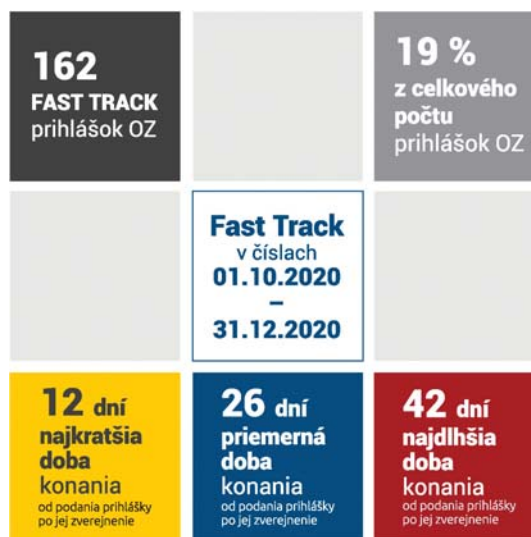 162
FAST TRACK
prihlášok OZ
19 %
z celkového
počtu
prihlášok OZ
Fast Track
v číslach
01.10.2020
–
31.12.2020
12 dní
najkratšia
doba
konania
od podania prihlášky
po jej zverejnenie
26 dní
priemerná
doba
konania
od podania prihlášky
po jej zverejnenie
42 dní
najdlhšia
doba
konania
od podania prihlášky
po jej zverejnenie